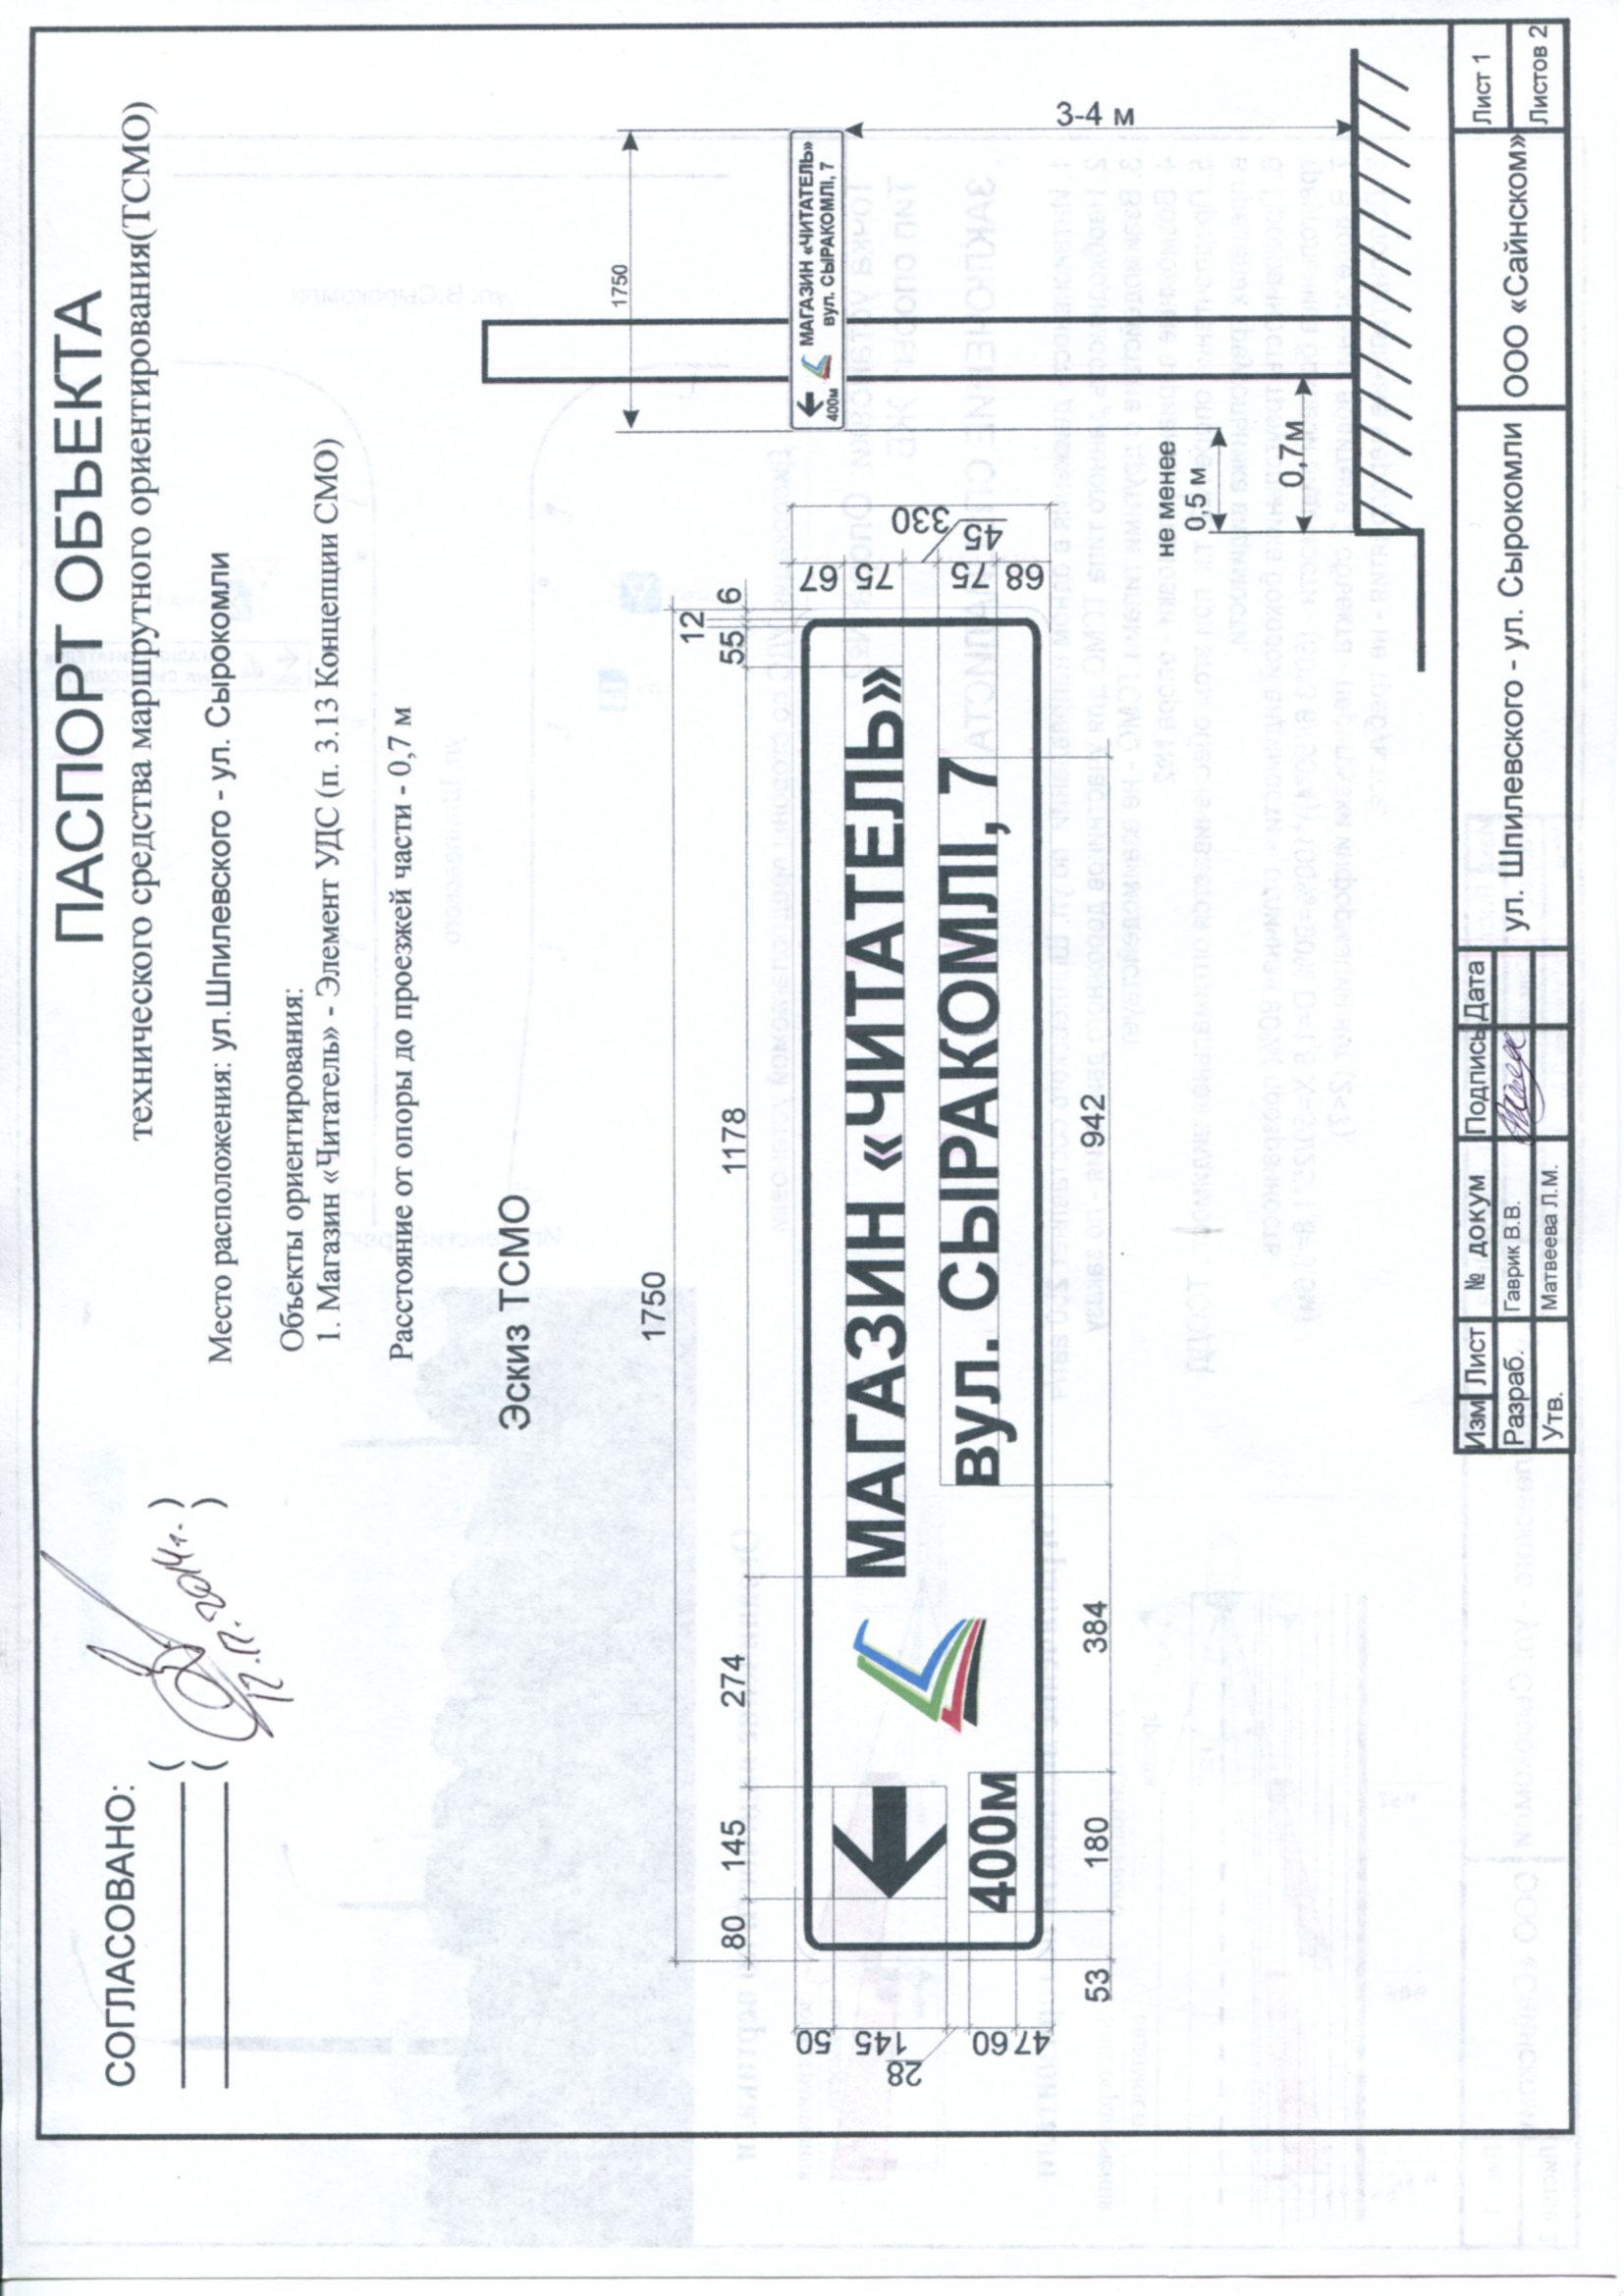 СОГЛАСОВАНО:
( )
( )
12.11.2014г.
ПАСПОРТ ОБЪЕКТА
технического средства маршрутного ориентирования(ТСМО)
Место расположения: ул.Шпилевского - ул. Сырокомли
Объекты ориентирования:
1. Магазин «Читатель» - Элемент УДС (п. 3.13 Концепции СМО)
Расстояние от опоры до проезжей части - 0,7 м
Эскиз ТСМО
1750
12
80 145 274 1178 55 6
МАГАЗИН «ЧИТАТЕЛЬ»
вул. СЫРАКОМЛІ, 7
400м
50 145 28 60 47
67 75 45 75 68
330
53 180 384 942
1750
МАГАЗИН «ЧИТАТЕЛЬ»
вул. СЫРАКОМЛІ, 7
400м
3-4 м
не менее
0,5 м
0,7м
Изм Лист № докум Подпись Дата
Разраб. Гаврик В.В.
Утв. Матвеева Л.М.
ул. Шпилевского - ул. Сырокомли
ООО «Сайнском»
Лист 1
Листов 2